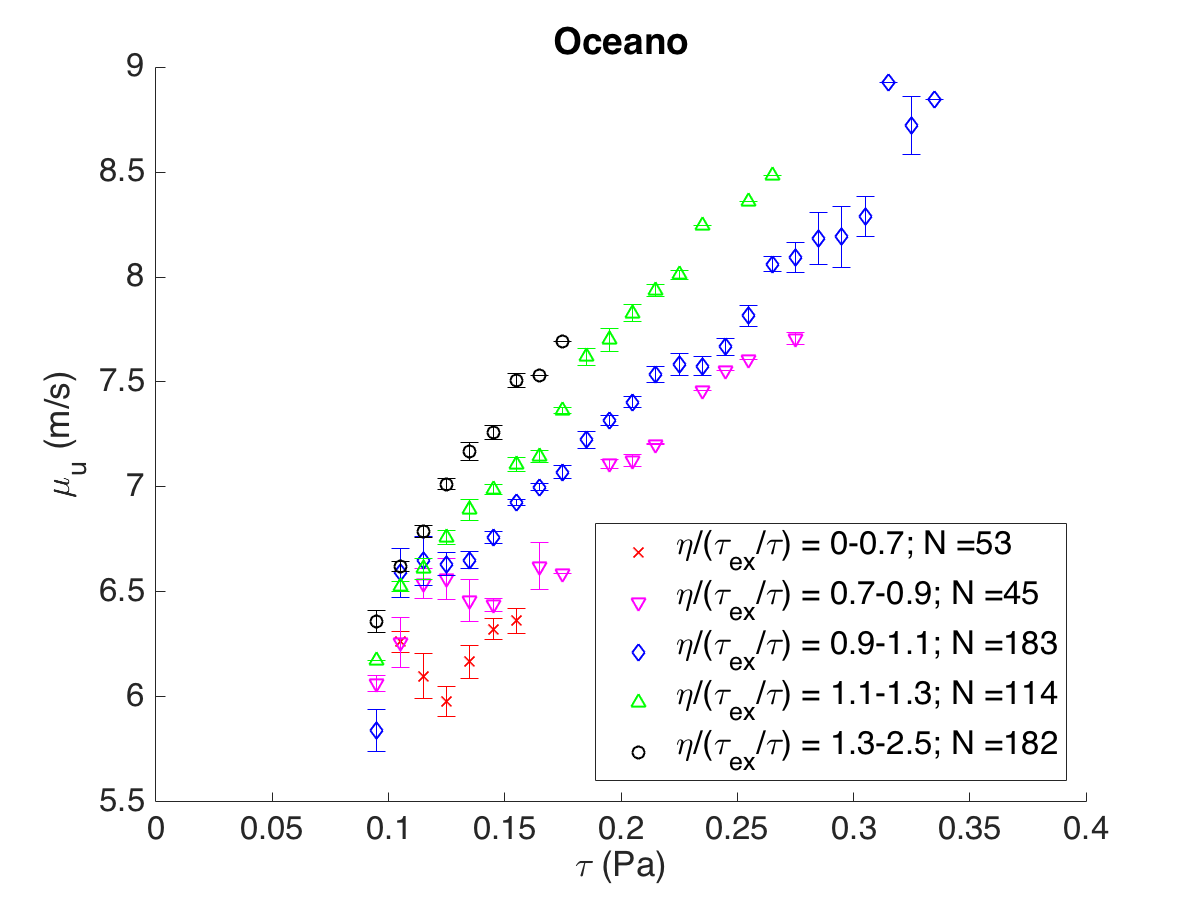 Oceano
9
8.5
8
7.5
7
6.5
6
5.5
μ_u (m/s)
η/(τ_ex/τ) = 0-0.7; N =53
η/(τ_ex/τ) = 0.7-0.9; N =45
η/(τ_ex/τ) = 0.9-1.1; N =183
η/(τ_ex/τ) = 1.1-1.3; N =114
η/(τ_ex/τ) = 1.3-2.5; N =182
0 0.05 0.1 0.15 0.2 0.25 0.3 0.35 0.4
τ (Pa)